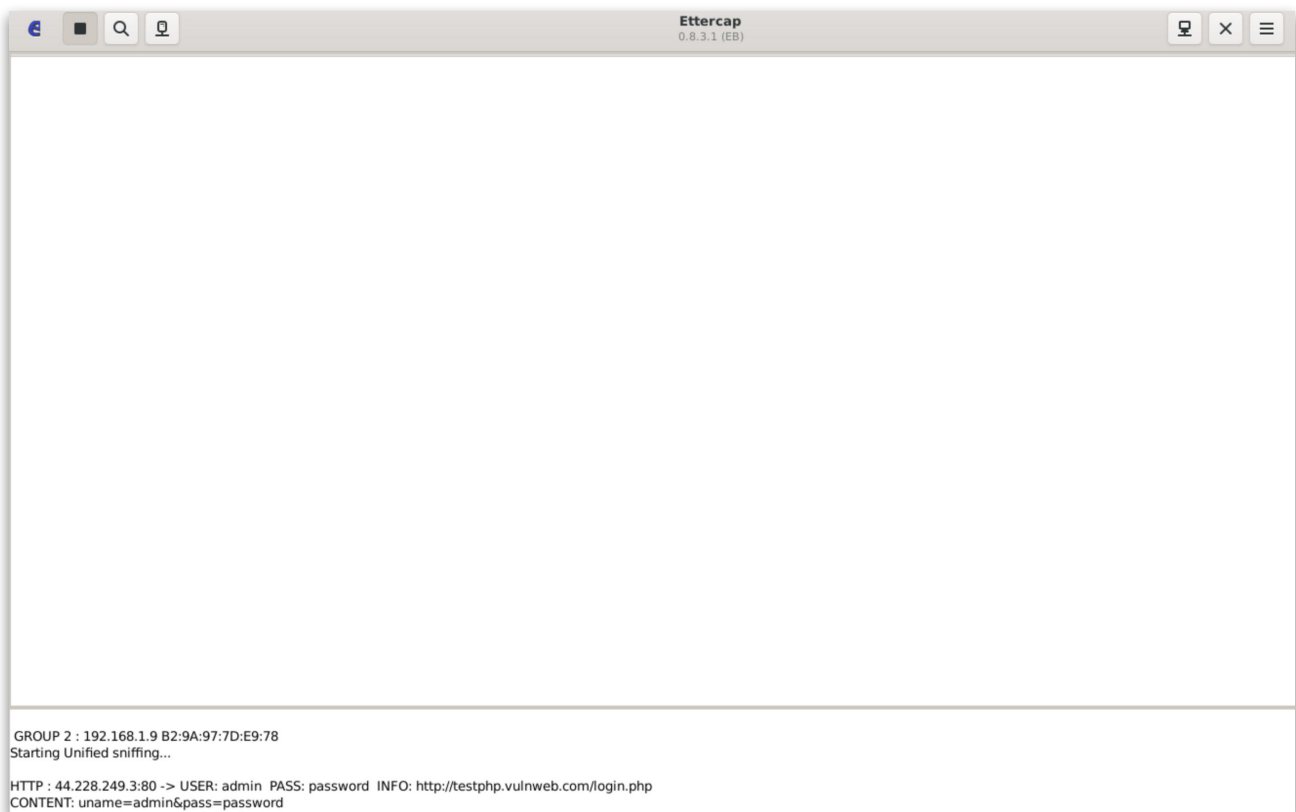 Ettercap
0.8.3.1 (EB)
GROUP 2 : 192.168.1.9 B2:9A:97:7D:E9:78
Starting Unified sniffing...
HTTP : 44.228.249.3:80 -> USER: admin  PASS: password  INFO: http://testphp.vulnweb.com/login.php
CONTENT: uname=admin&pass=password